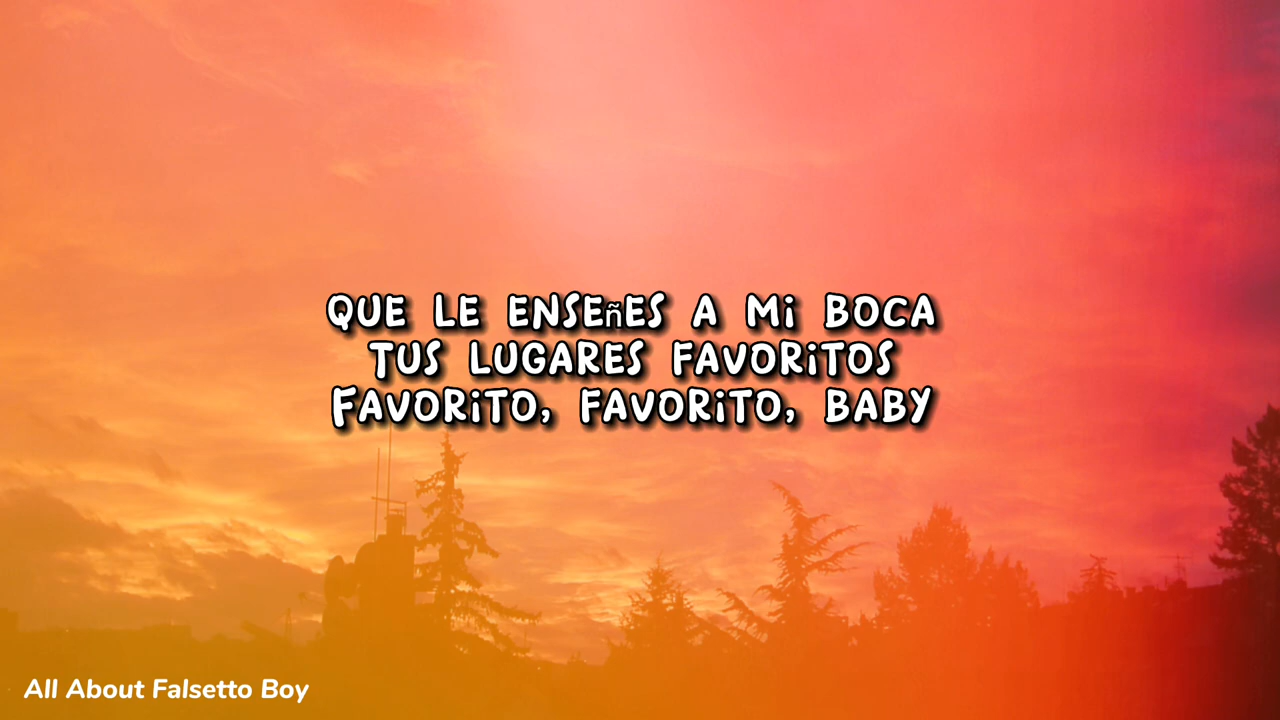 QUE LE ENSEñES A Mi BOCA
TUS LUGARES FAVORiTOS
FAVORiTO, FAVORiTO, BABY
All About Falsetto Boy